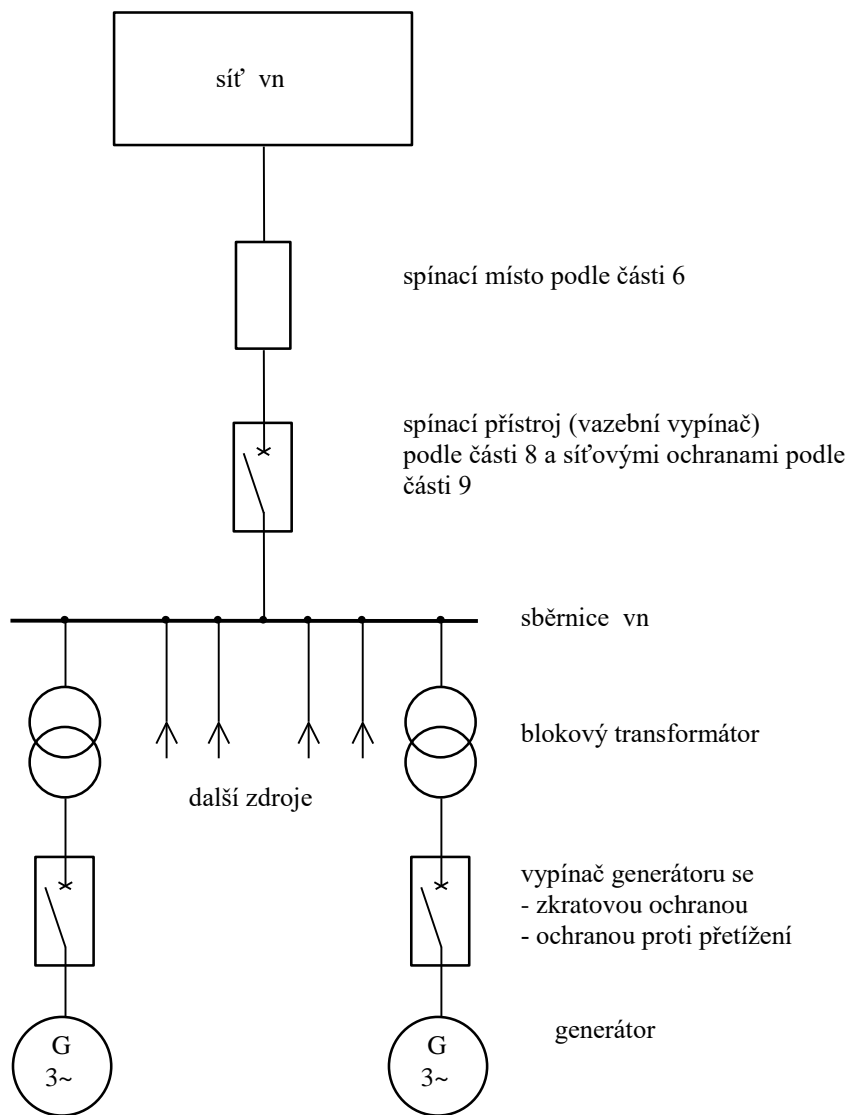 síť vn
spínací místo podle části 6
spínací přístroj (vazební vypínač)
podle části 8 a síťovými ochranami podle
části 9
sběrnice vn
blokový transformátor
další zdroje
vypínač generátoru se
- zkratovou ochranou
- ochranou proti přetížení
generátor
G
3~
G
3~